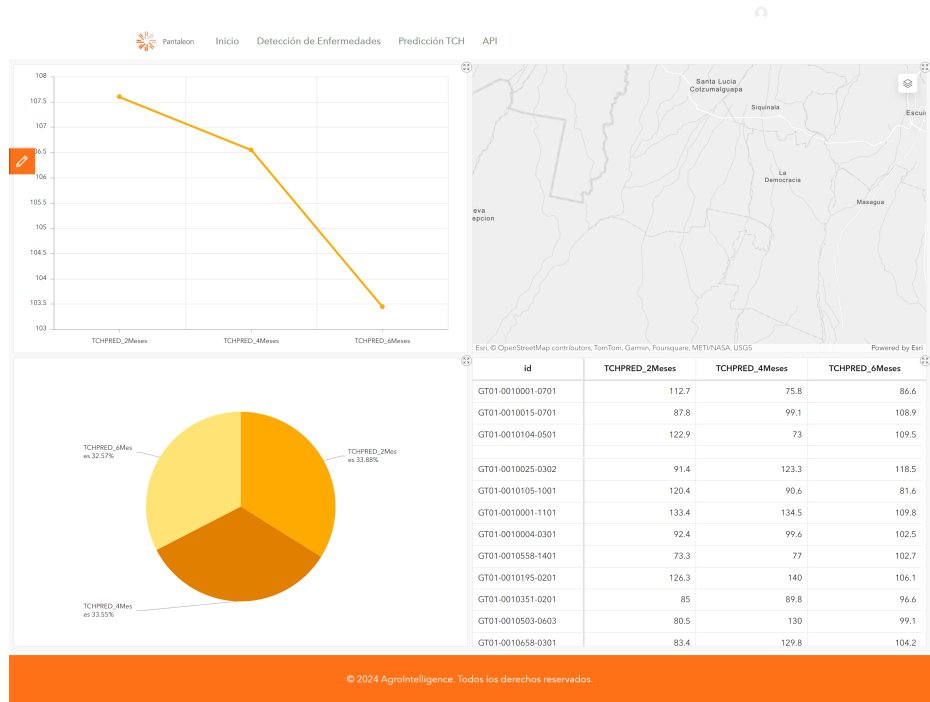 Pantaleon Inicio Detección de Enfermedades Predicción TCH API
108
107.5
107
06.5
106
105.5
105
104.5
104
103.5
103
TCHPRED_2Meses TCHPRED_4Meses TCHPRED_6Meses
Santa Lucia
Cotzumalguapa
Siquinala
Escuin
La
Democracia
Masagua
eva
epcion
Esri, © OpenStreetMap contributors, TomTom, Garmin, Foursquare, METI/NASA, USGS Powered by Esri
TCHPRED_6Mes
es 32.57%
TCHPRED_2Mes
es 33.88%
TCHPRED_4Mes
es 33.55%
id TCHPRED_2Meses TCHPRED_4Meses TCHPRED_6Meses
GT01-0010001-0701 112.7 75.8 86.6
GT01-0010015-0701 87.8 99.1 108.9
GT01-0010104-0501 122.9 73 109.5
GT01-0010025-0302 91.4 123.3 118.5
GT01-0010105-1001 120.4 90.6 81.6
GT01-0010001-1101 133.4 134.5 109.8
GT01-0010004-0301 92.4 99.6 102.5
GT01-0010558-1401 73.3 77 102.7
GT01-0010195-0201 126.3 140 106.1
GT01-0010351-0201 85 89.8 96.6
GT01-0010503-0603 80.5 130 99.1
GT01-0010658-0301 83.4 129.8 104.2
© 2024 AgroIntelligence. Todos los derechos reservados.